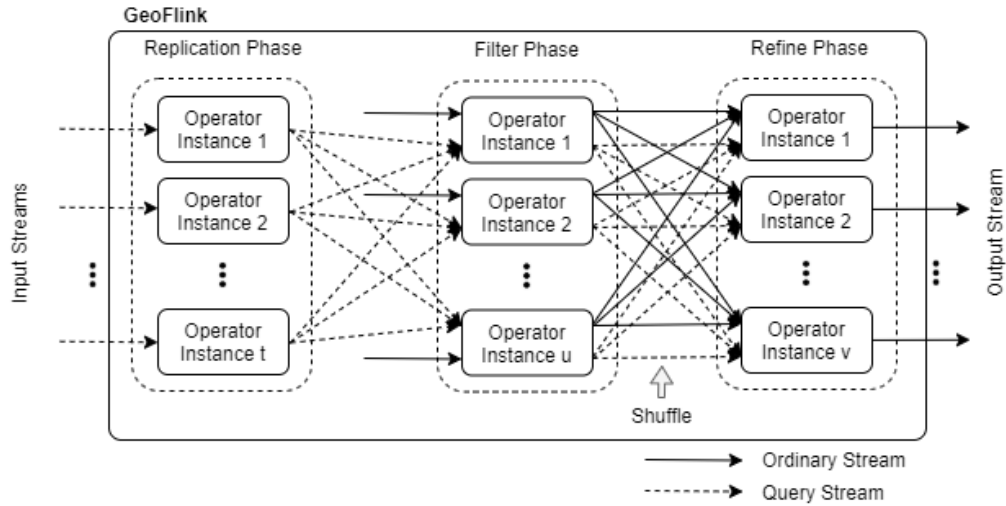 GeoFlink
Replication Phase
Filter Phase
Refine Phase
Input Streams
Operator
Instance 1
Operator
Instance 2
Operator
Instance t
Operator
Instance 1
Operator
Instance 2
Operator
Instance u
Operator
Instance 1
Operator
Instance 2
Operator
Instance v
Output Stream
Shuffle
Ordinary Stream
Query Stream